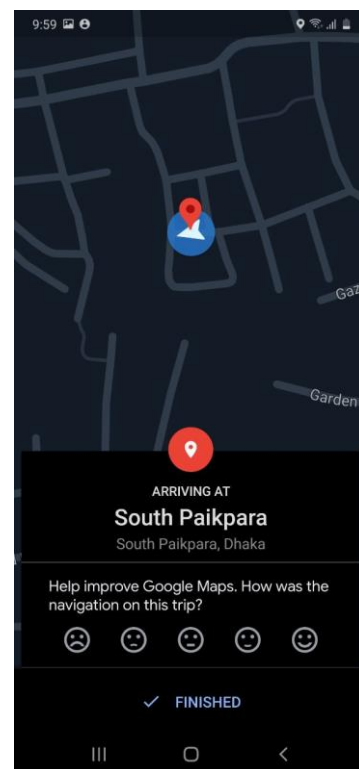 9:59
Gaz
Garden
ARRIVING AT
South Paikpara
South Paikpara, Dhaka
Help improve Google Maps. How was the
navigation on this trip?
FINISHED